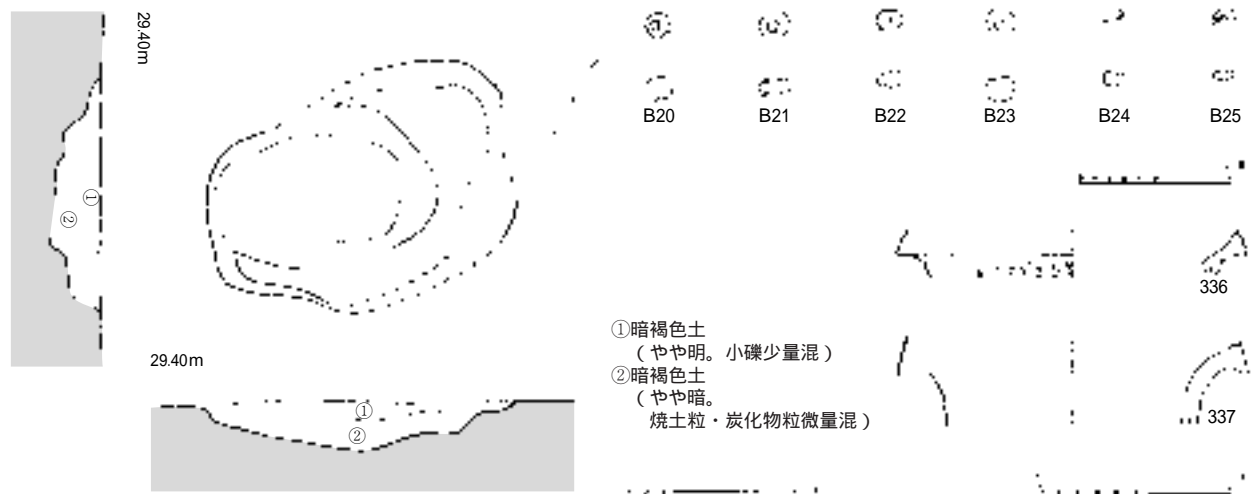 29.40m
①
②
29.40m
①
②
B20 B21 B22 B23 B24 B25
336
①暗褐色土
(やや明。小礫少量混)
②暗褐色土
(やや暗。
焼土粒・炭化物粒微量混)
337